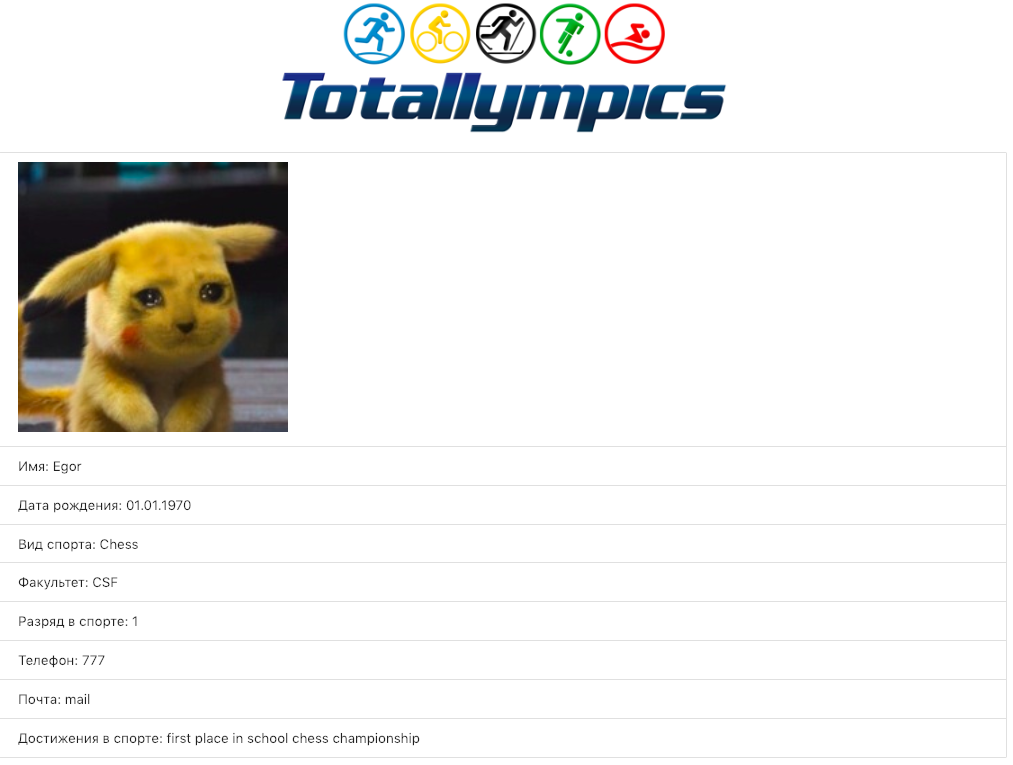 Totallympics
Имя: Egor
Дата рождения: 01.01.1970
Вид спорта: Chess
Факультет: CSF
Разряд в спорте: 1
Телефон: 777
Почта: mail
Достижения в спорте: first place in school chess championship